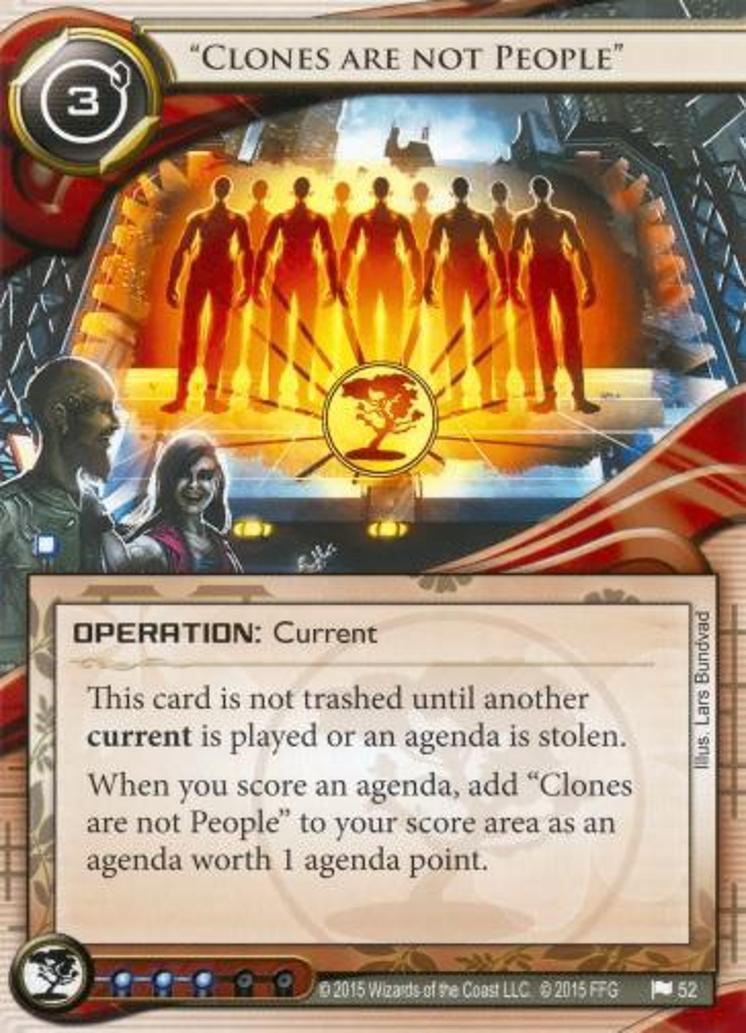 "Clones are not People"
3
OPERATION: Current
This card is not trashed until another
current is played or an agenda is stolen.
When you score an agenda, add "Clones
are not People" to your score area as an
agenda worth 1 agenda point.
Illus. Lars Bundvad
© 2015 Wizards of the Coast LLC. © 2015 FFG
52